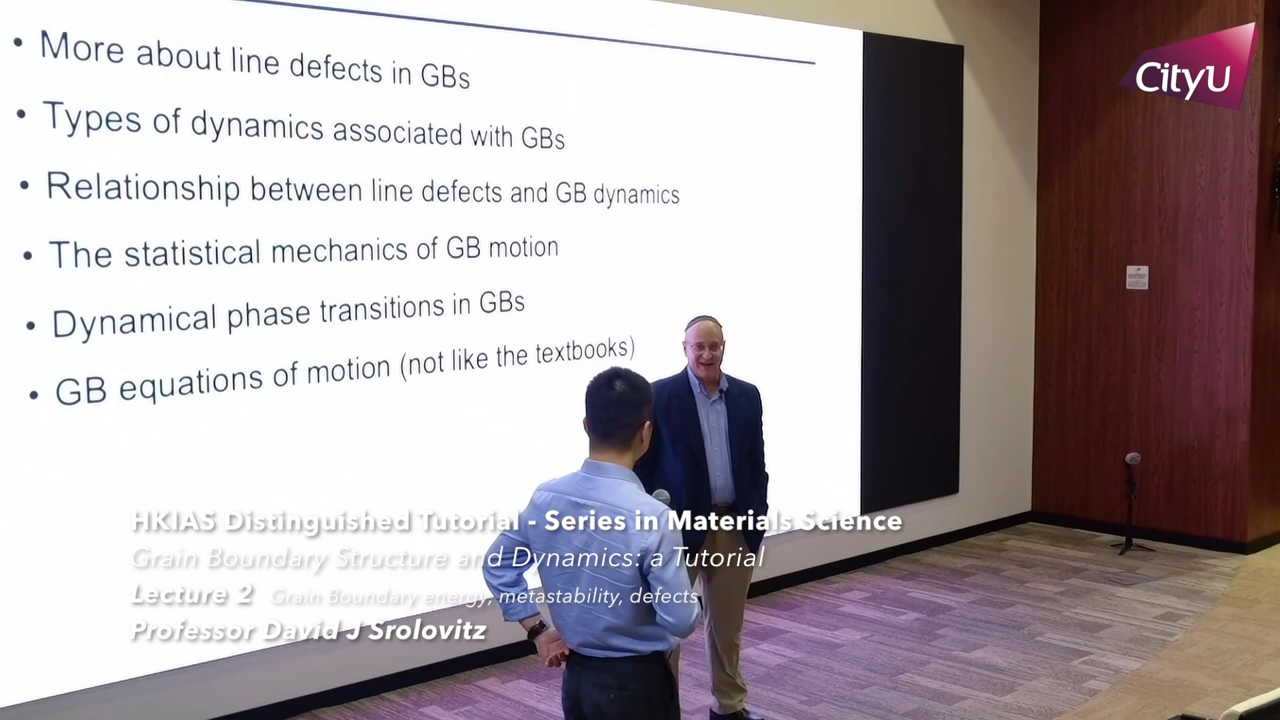 • More about line defects in GBs
• Types of dynamics associated with GBs
• Relationship between line defects and GB dynamics
• The statistical mechanics of GB motion
• Dynamical phase transitions in GBs
• GB equations of motion (not like the textbooks)
CityU
HKIAS Distinguished Tutorial - Series in Materials Science
Grain Boundary Structure and Dynamics: a Tutorial
Lecture 2 Grain Boundary energy, metastability, defects
Professor David J Srolovitz